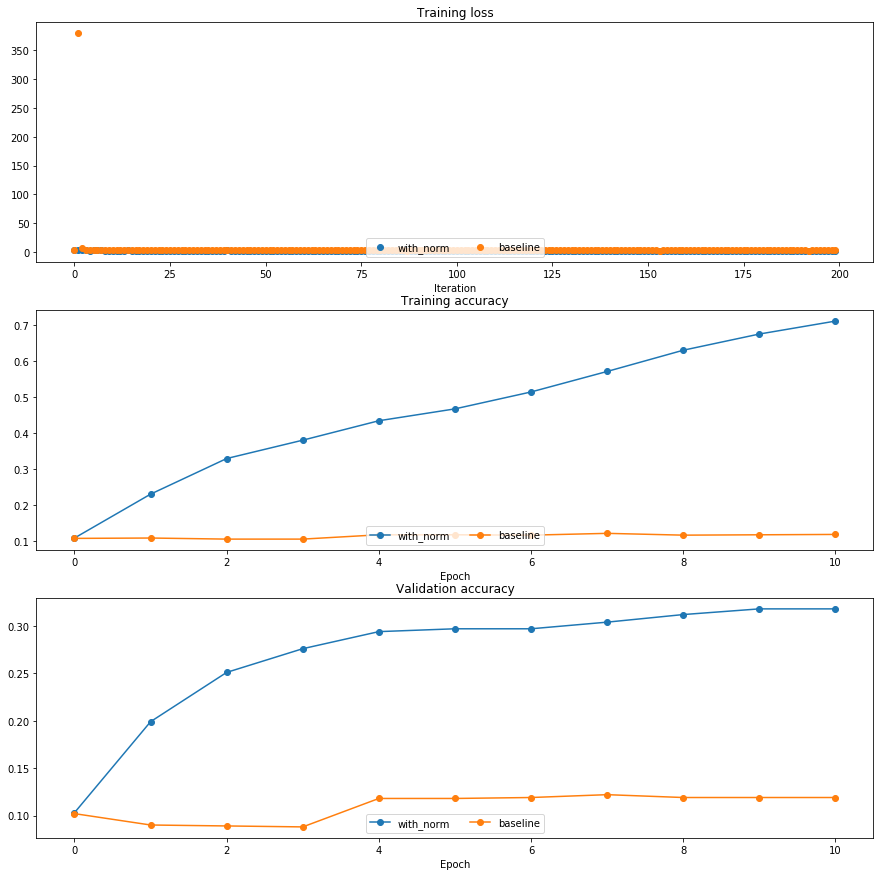 Training loss
350
300
250
200
150
100
50
0
with_norm baseline
0 25 50 75 100 125 150 175 200
Iteration
Training accuracy
0.7
0.6
0.5
0.4
0.3
0.2
0.1
with_norm baseline
0 2 4 6 8 10
Epoch
Validation accuracy
0.30
0.25
0.20
0.15
0.10
with_norm baseline
0 2 4 6 8 10
Epoch